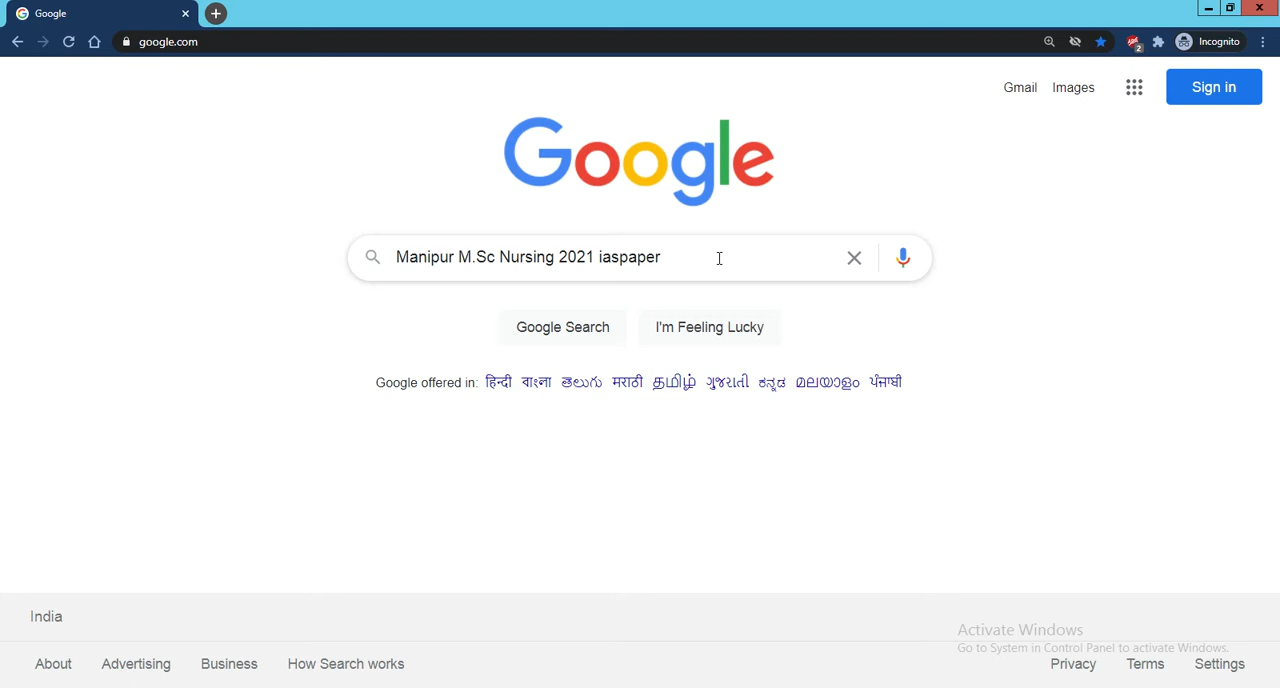 Google
google.com
2
Incognito
Gmail Images
Sign in
Google
Manipur M.Sc Nursing 2021 iaspaper
Google Search I'm Feeling Lucky
Google offered in: हिन्दी বাংলা తెలుగు मराठी தமிழ் ગુજરાતી ಕನ್ನಡ മലയാളം ਪੰਜਾਬੀ
India
Activate Windows
Go to System in Control Panel to activate Windows.
About Advertising Business How Search works Privacy Terms Settings